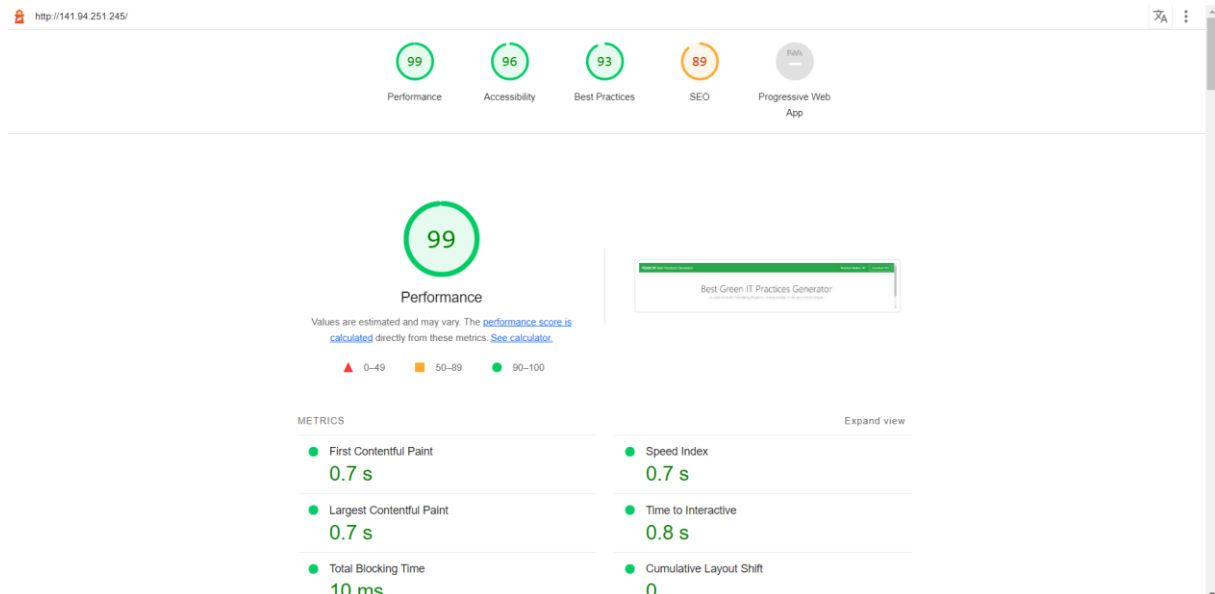 http://141.94.251.245/
99
96
93
89
PWA
Performance
Accessibility
Best Practices
SEO
Progressive Web
App
99
Performance
Values are estimated and may vary. The performance score is
calculated directly from these metrics. See calculator.
0–49
50–89
90–100
Best Green IT Practices Generator
METRICS
Expand view
First Contentful Paint
0.7 s
Speed Index
0.7 s
Largest Contentful Paint
0.7 s
Time to Interactive
0.8 s
Total Blocking Time
10 ms
Cumulative Layout Shift
0